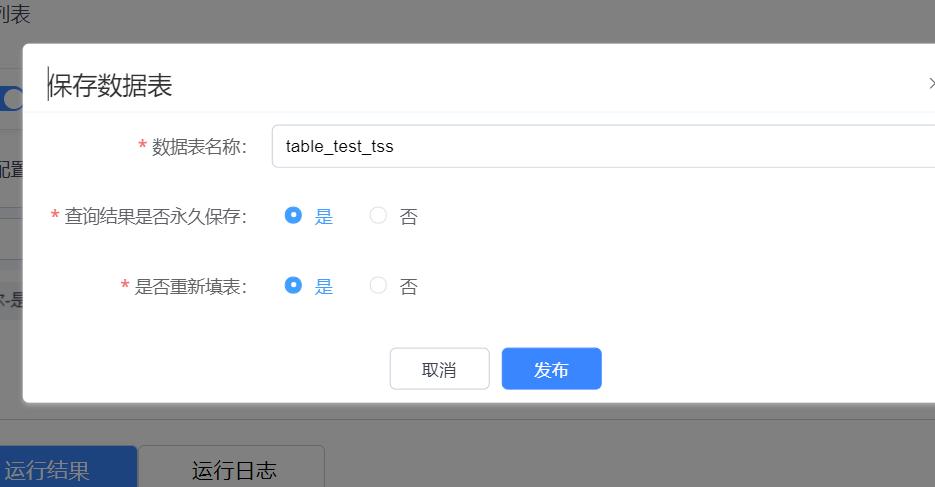 列表
保存数据表
* 数据表名称： table_test_tss
配置
* 查询结果是否永久保存： 是 否
* 是否重新填表： 是 否
取消 发布
运行结果 运行日志